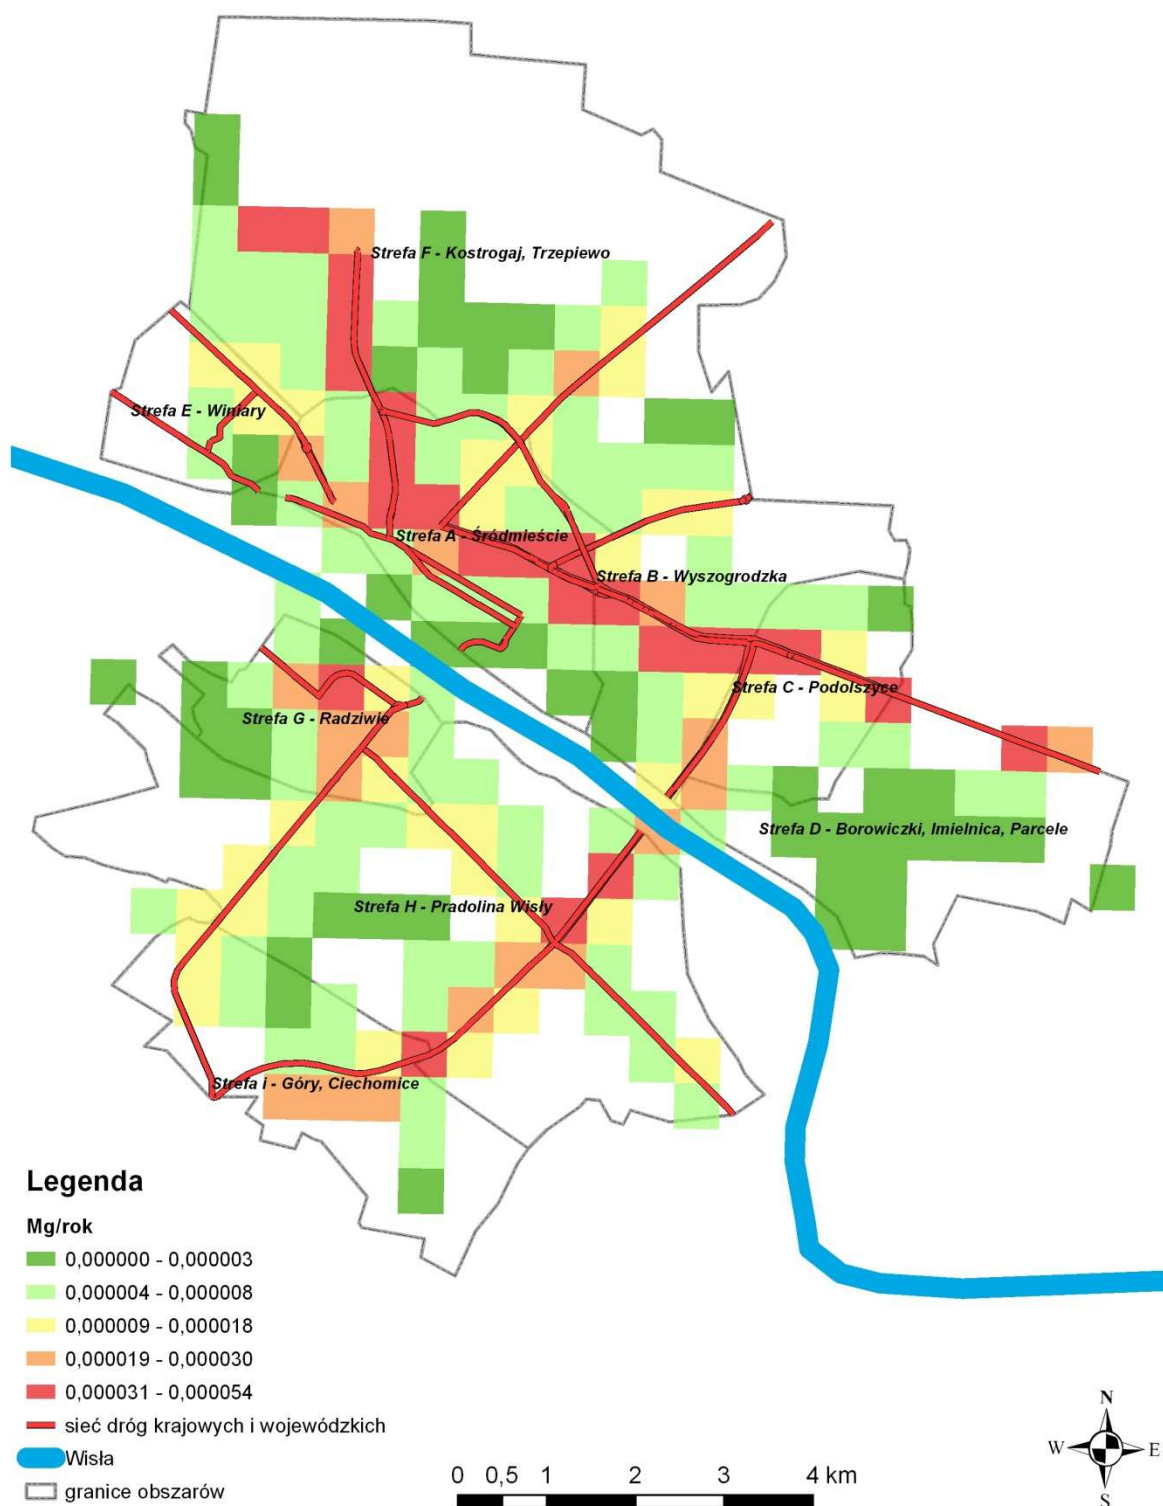 Strefa F - Kostrogaj, Trzepiewo
Strefa E - Winiary
Strefa A - Śródmieście
Strefa B - Wyszogrodzka
Strefa C - Podolszyce
Strefa G - Radziwie
Strefa D - Borowiczki, Imielnica, Parcele
Strefa H - Pradolina Wisły
Strefa i - Góry, Ciechomice
Legenda
Mg/rok
0,000000 - 0,000003
0,000004 - 0,000008
0,000009 - 0,000018
0,000019 - 0,000030
0,000031 - 0,000054
sieć dróg krajowych i wojewódzkich
Wisła
granice obszarów
0 0,5 1 2 3 4 km
N
W E
S